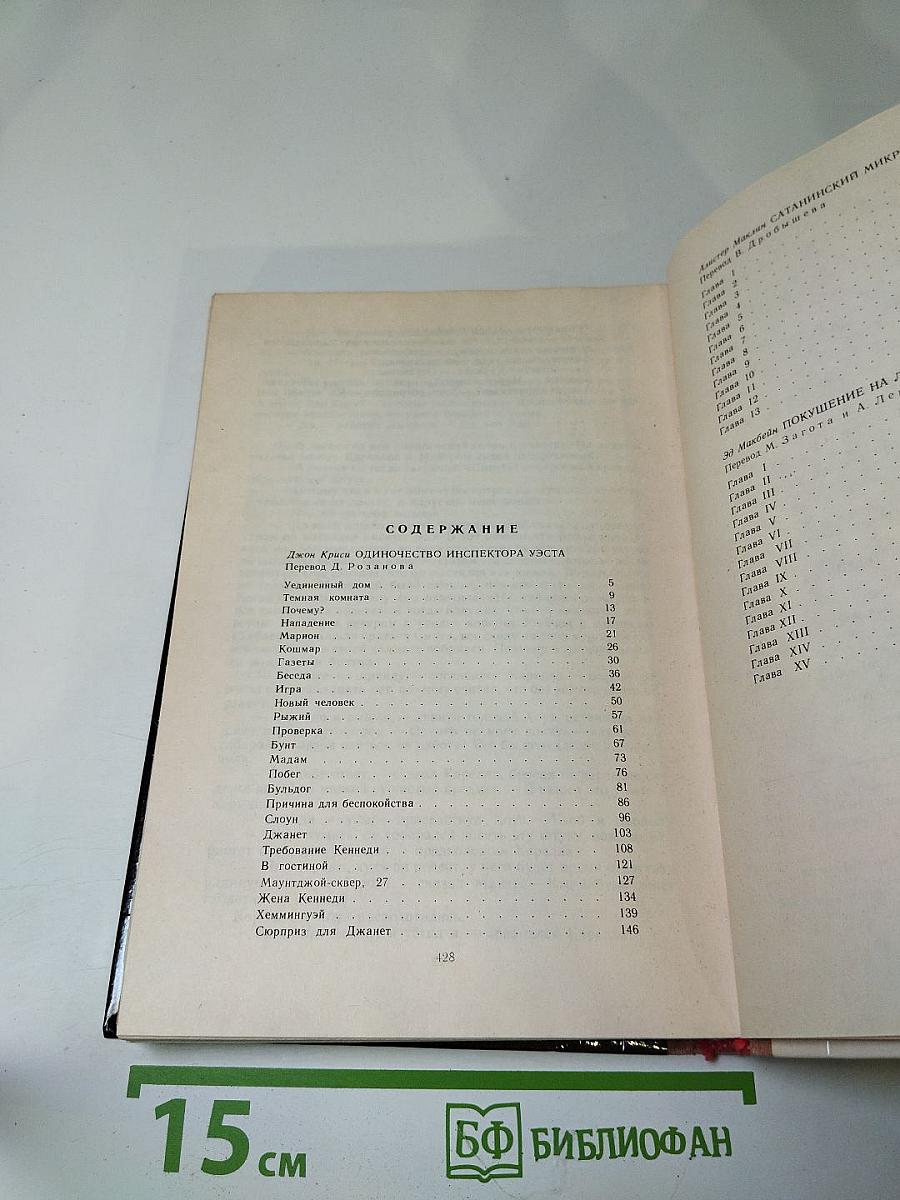 СОДЕРЖАНИЕ
Джон Криси ОДИНОЧЕСТВО ИНСПЕКТОРА УЭСТА
Перевод Д. Розанова
Уединенный дом . . . . . . . . . . . . . 5
Темная комната . . . . . . . . . . . . . 9
Почему? . . . . . . . . . . . . . 13
Нападение . . . . . . . . . . . . . 17
Марион . . . . . . . . . . . . . 21
Кошмар . . . . . . . . . . . . . 26
Газеты . . . . . . . . . . . . . 30
Беседа . . . . . . . . . . . . . 36
Игра . . . . . . . . . . . . . 42
Новый человек . . . . . . . . . . . . . 50
Рыжий . . . . . . . . . . . . . 57
Проверка . . . . . . . . . . . . . 61
Бунт . . . . . . . . . . . . . 67
Мадам . . . . . . . . . . . . . 73
Побег . . . . . . . . . . . . . 76
Бульдог . . . . . . . . . . . . . 81
Причина для беспокойства . . . . . . . . . . 86
Слоун . . . . . . . . . . . . . 96
Джанет . . . . . . . . . . . . . 103
Требование Кеннеди . . . . . . . . . . . . . 108
В гостиной . . . . . . . . . . . . . 121
Маунтджой-сквер, 27 . . . . . . . . . . . . . 127
Жена Кеннеди . . . . . . . . . . . . . 134
Хеммингуэй . . . . . . . . . . . . . 139
Сюрприз для Джанет . . . . . . . . . . . . . 146
428
Алистер Маклин САТАНИНСКИЙ МИКР
Перевод В. Дробышева
Глава 1
Глава 2
Глава 3
Глава 4
Глава 5
Глава 6
Глава 7
Глава 8
Глава 9
Глава 10
Глава 11
Глава 12
Глава 13
Эд Макбейн ПОКУШЕНИЕ НА Л
Перевод М. Загота и А. Ле
Глава I
Глава II
Глава III
Глава IV
Глава V
Глава VI
Глава VII
Глава VIII
Глава IX
Глава X
Глава XI
Глава XII
Глава XIII
Глава XIV
Глава XV
15 см
БФ БИБЛИОФАН